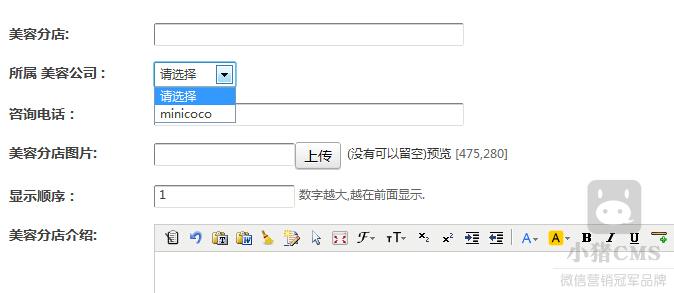 美容分店:
所属 美容公司：
请选择
请选择
minicoco
咨询电话：
美容分店图片:
上传 (没有可以留空)预览 [475,280]
显示顺序：
1 数字越大,越在前面显示.
美容分店介绍:
T W ℱ TT ×₂ ×² A A B I U
小猪CMS
微信营销冠军品牌